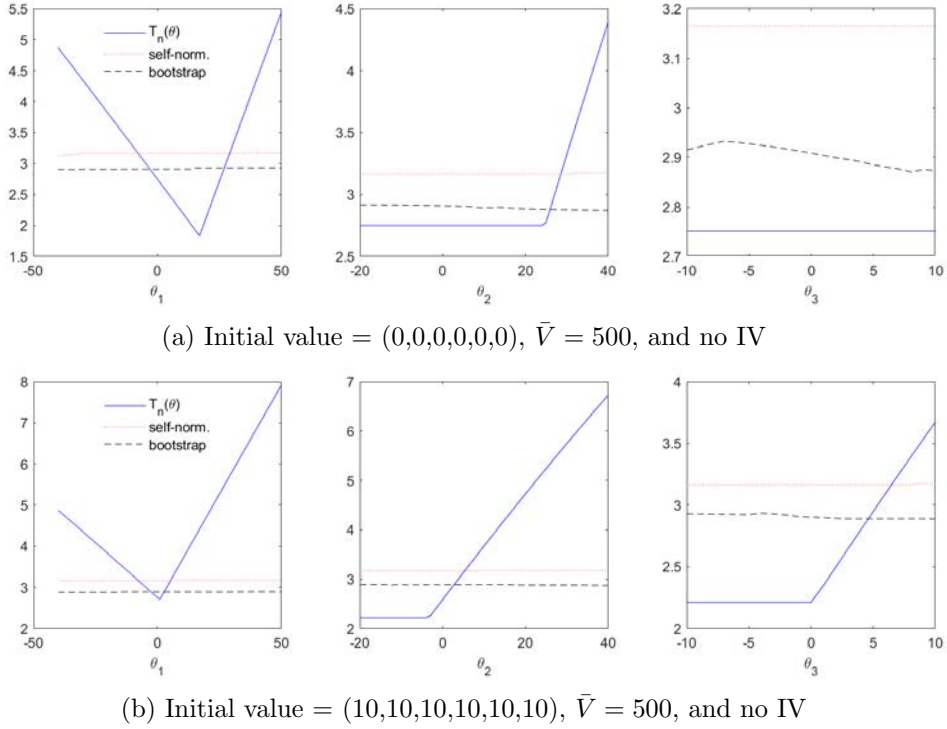 5.5
5
4.5
4
3.5
3
2.5
2
1.5
-50 0 50
θ1
Tn(θ)
self-norm.
bootstrap
4.5
4
3.5
3
2.5
-20 0 20 40
θ2
3.2
3.1
3
2.9
2.8
2.7
-10 -5 0 5 10
θ3
(a) Initial value = (0,0,0,0,0,0), V̄ = 500, and no IV
8
7
6
5
4
3
2
-50 0 50
θ1
Tn(θ)
self-norm.
bootstrap
7
6
5
4
3
2
-20 0 20 40
θ2
4
3.5
3
2.5
2
-10 -5 0 5 10
θ3
(b) Initial value = (10,10,10,10,10,10), V̄ = 500, and no IV